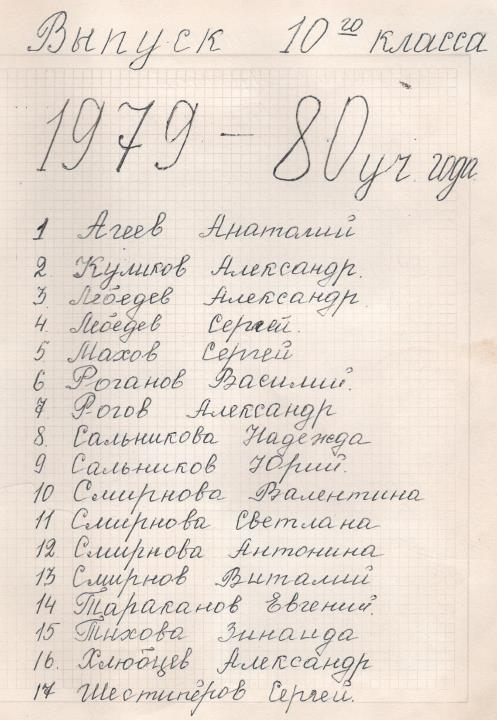 Выпуск 10го класса
1979 - 80 уч. года
1 Агеев Анатолий
2. Куликов Александр.
3. Лебедев Александр.
4. Лебедев Сергей.
5 Махов Сергей
6 Роганов Василий.
7. Рогов Александр
8. Сальникова Надежда
9 Сальников Юрий.
10 Смирнова Валентина
11 Смирнова Светлана
12. Смирнова Антонина
13 Смирнов Виталий
14 Тараканов Евгений.
15 Тихова Зинаида
16. Хлюбцев Александр
17 Шестипёров Сергей.